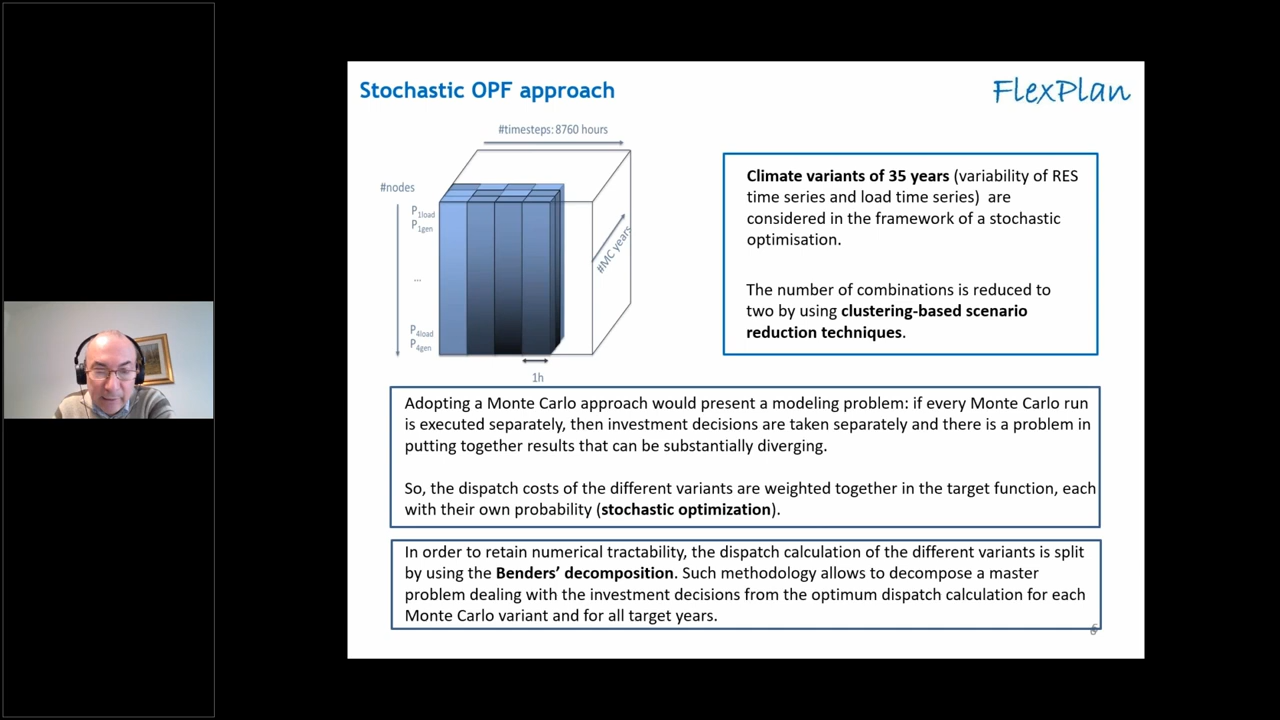 Stochastic OPF approach
FlexPlan
#timesteps: 8760 hours
#nodes
P1load
P1gen
...
P4load
P4gen
#MC years
1h
Climate variants of 35 years (variability of RES
time series and load time series) are
considered in the framework of a stochastic
optimisation.
The number of combinations is reduced to
two by using clustering-based scenario
reduction techniques.
Adopting a Monte Carlo approach would present a modeling problem: if every Monte Carlo run
is executed separately, then investment decisions are taken separately and there is a problem in
putting together results that can be substantially diverging.
So, the dispatch costs of the different variants are weighted together in the target function, each
with their own probability (stochastic optimization).
In order to retain numerical tractability, the dispatch calculation of the different variants is split
by using the Benders’ decomposition. Such methodology allows to decompose a master
problem dealing with the investment decisions from the optimum dispatch calculation for each
Monte Carlo variant and for all target years.
6